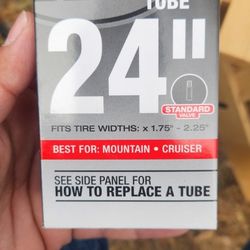 TUBE
24"
STANDARD
VALVE
FITS TIRE WIDTHS: x 1.75" - 2.25"
BEST FOR: MOUNTAIN • CRUISER
SEE SIDE PANEL FOR
HOW TO REPLACE A TUBE